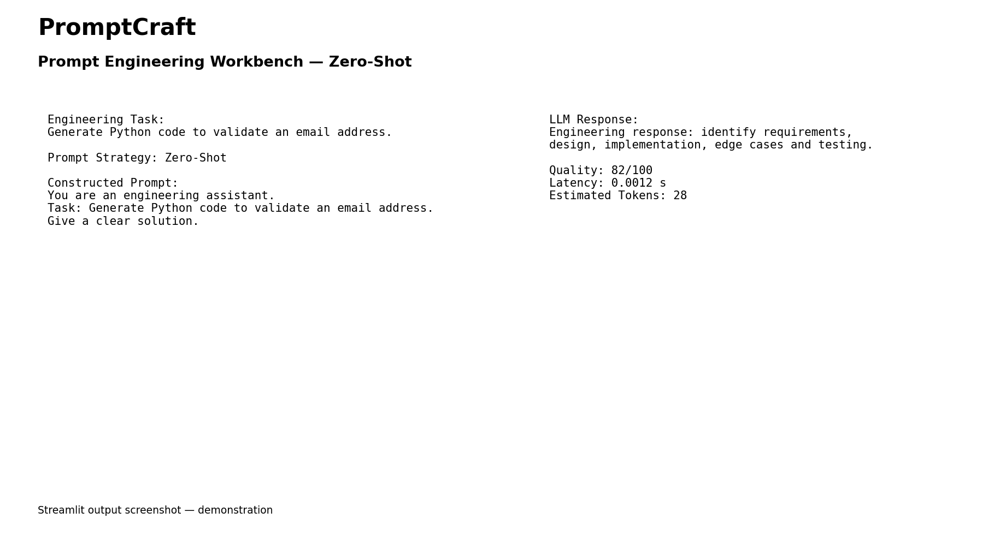 PromptCraft
Prompt Engineering Workbench — Zero-Shot
Engineering Task:
Generate Python code to validate an email address.
Prompt Strategy: Zero-Shot
Constructed Prompt:
You are an engineering assistant.
Task: Generate Python code to validate an email address.
Give a clear solution.
LLM Response:
Engineering response: identify requirements,
design, implementation, edge cases and testing.
Quality: 82/100
Latency: 0.0012 s
Estimated Tokens: 28
Streamlit output screenshot — demonstration